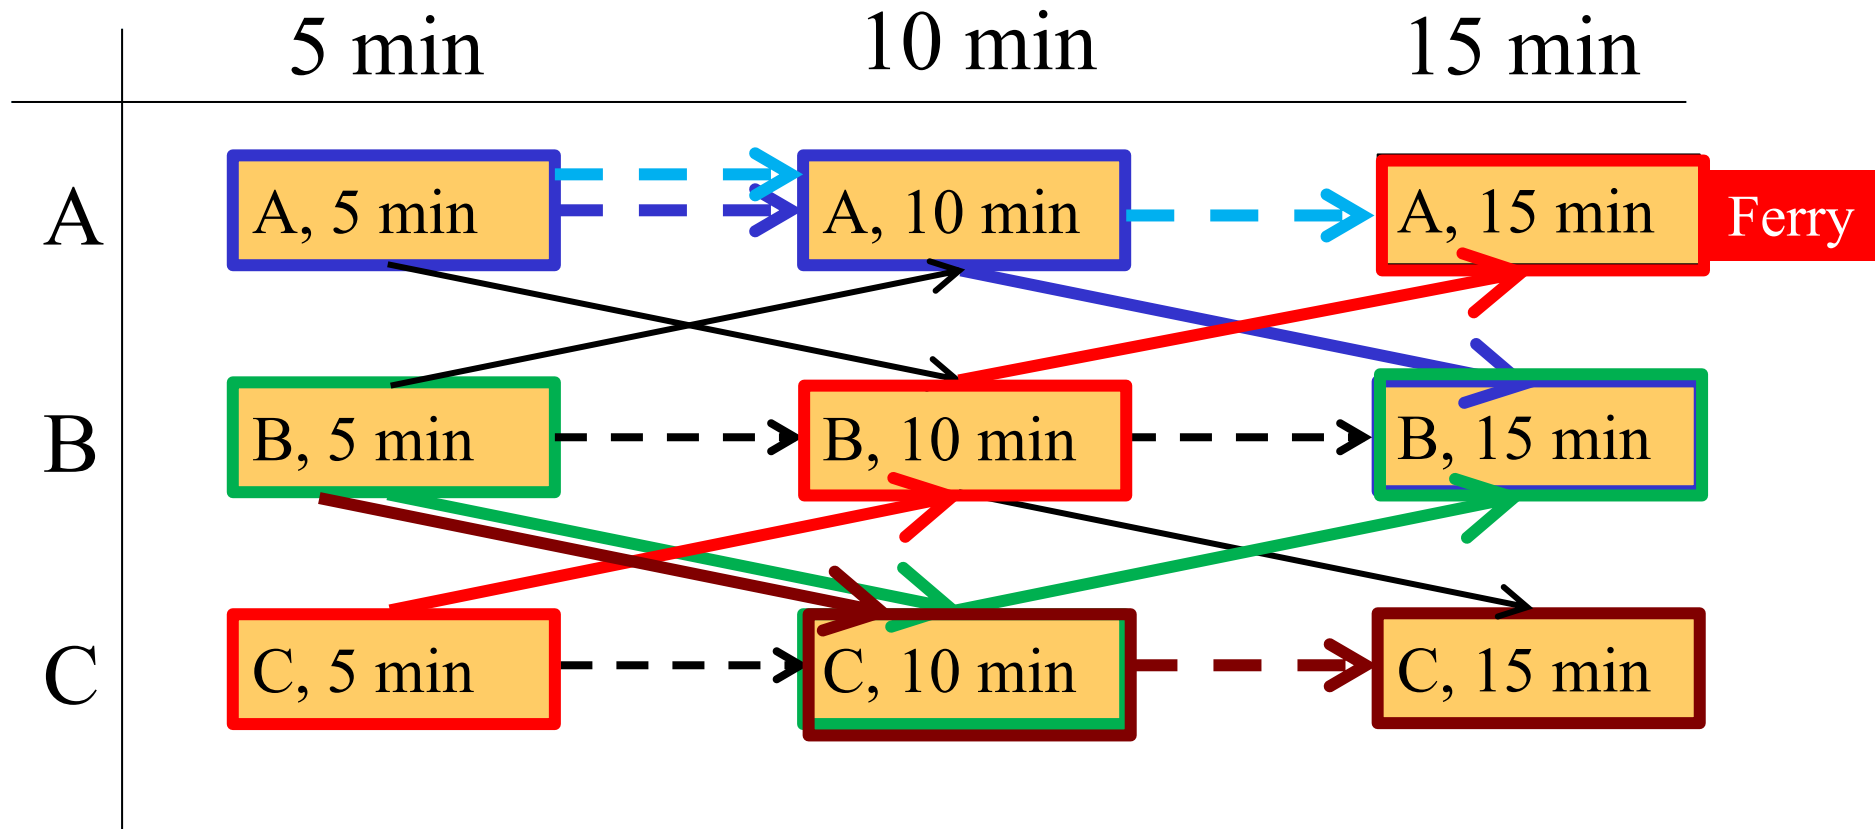 5 min 10 min 15 min
A
A, 5 min
A, 10 min
A, 15 min
Ferry
B
B, 5 min
B, 10 min
B, 15 min
C
C, 5 min
C, 10 min
C, 15 min